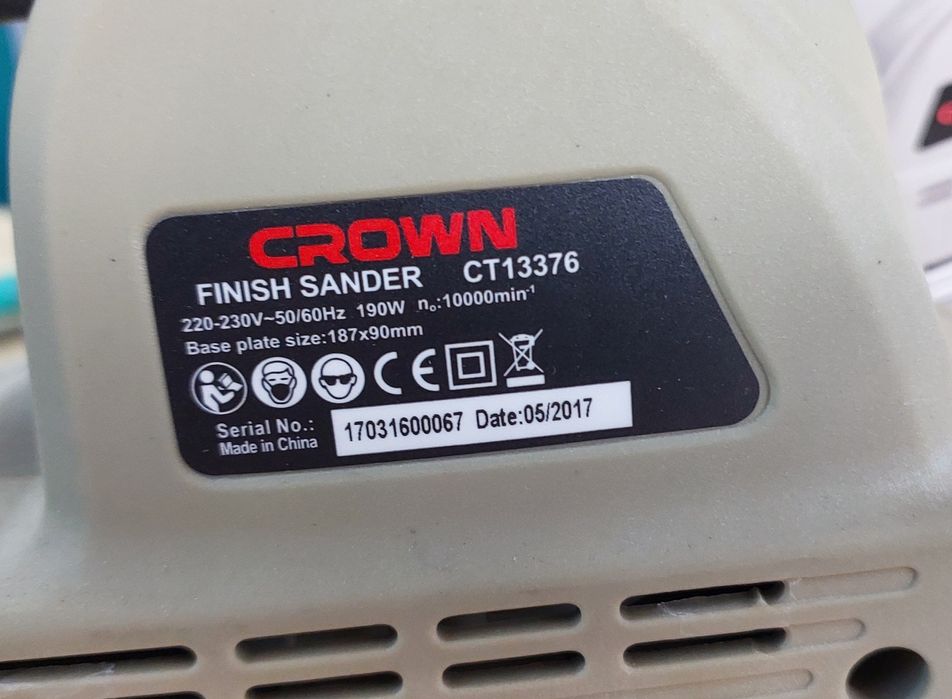 CROWN
FINISH SANDER CT13376
220-230V~50/60Hz 190W n₀:10000min⁻¹
Base plate size:187x90mm
CE
Serial No.: 17031600067 Date:05/2017
Made in China